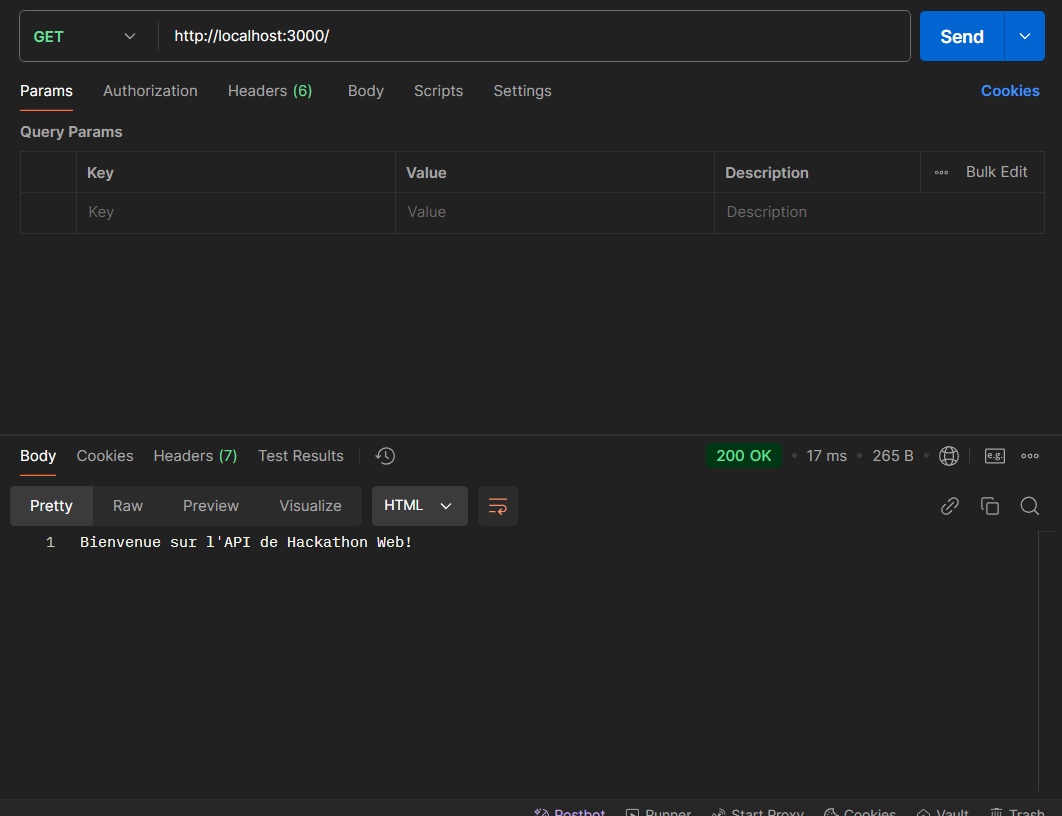 GET http://localhost:3000/ Send
Params Authorization Headers (6) Body Scripts Settings Cookies
Query Params
Key Value Description Bulk Edit
Key Value Description
Body Cookies Headers (7) Test Results 200 OK • 17 ms • 265 B • e.g.
Pretty Raw Preview Visualize HTML
1 Bienvenue sur l'API de Hackathon Web!
Postbot Runner Start Proxy Cookies Vault Trash